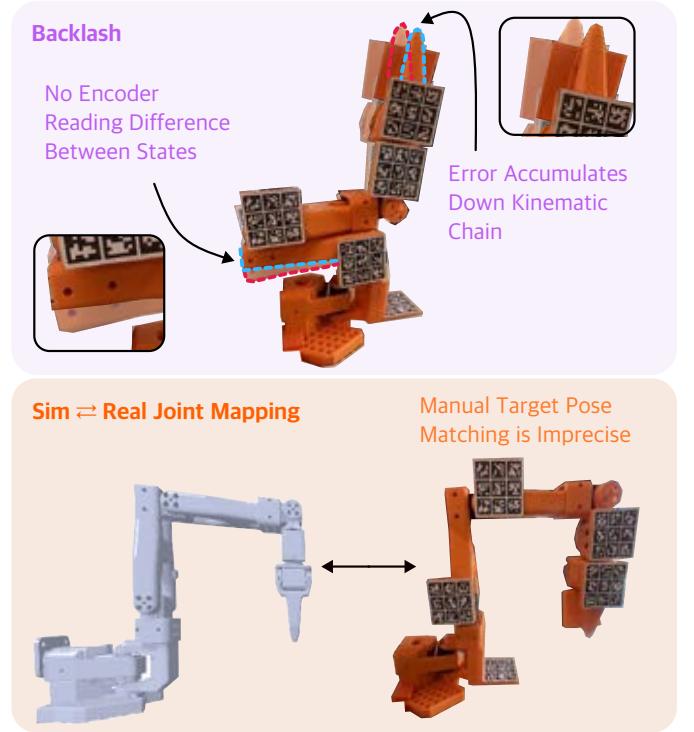 Backlash
No Encoder
Reading Difference
Between States
Error Accumulates
Down Kinematic
Chain
Sim ⇄ Real Joint Mapping
Manual Target Pose
Matching is Imprecise